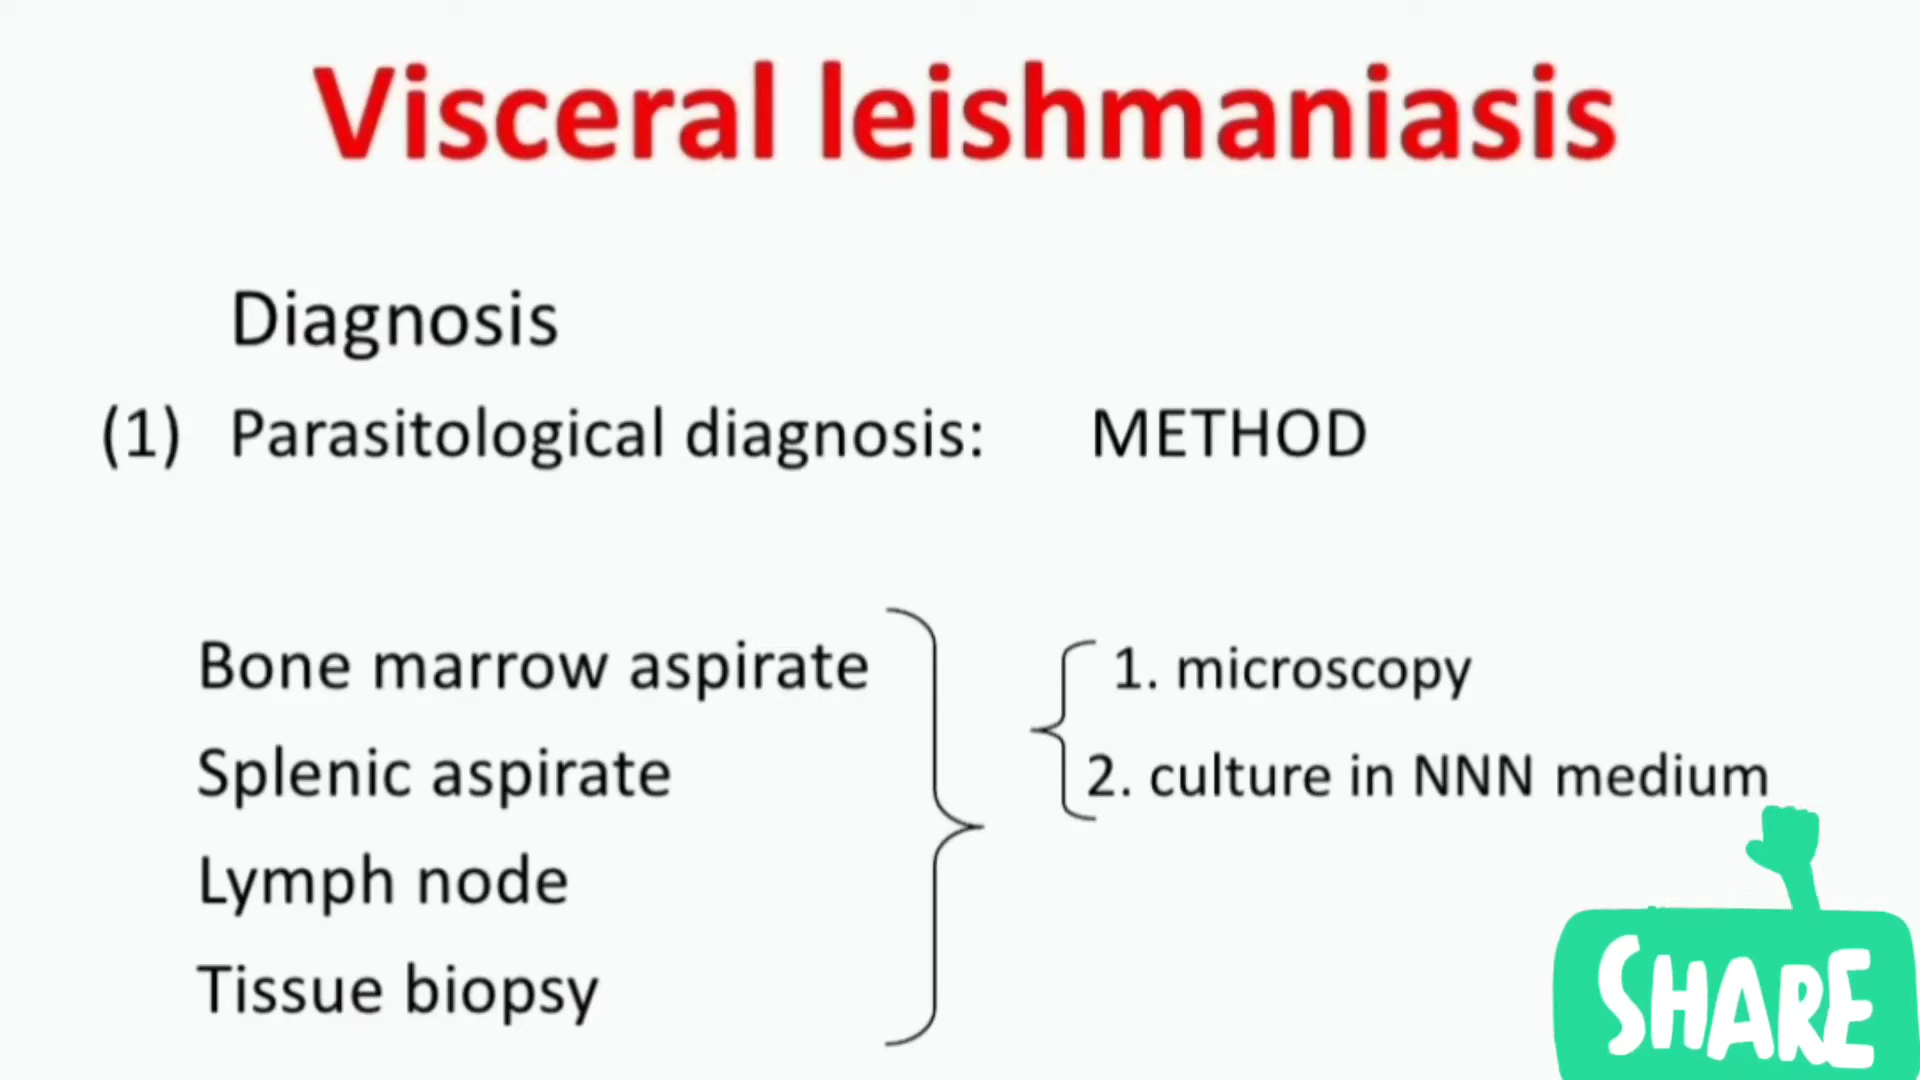 Visceral leishmaniasis
Diagnosis
(1) Parasitological diagnosis: METHOD
Bone marrow aspirate
Splenic aspirate
Lymph node
Tissue biopsy
1. microscopy
2. culture in NNN medium
SHARE